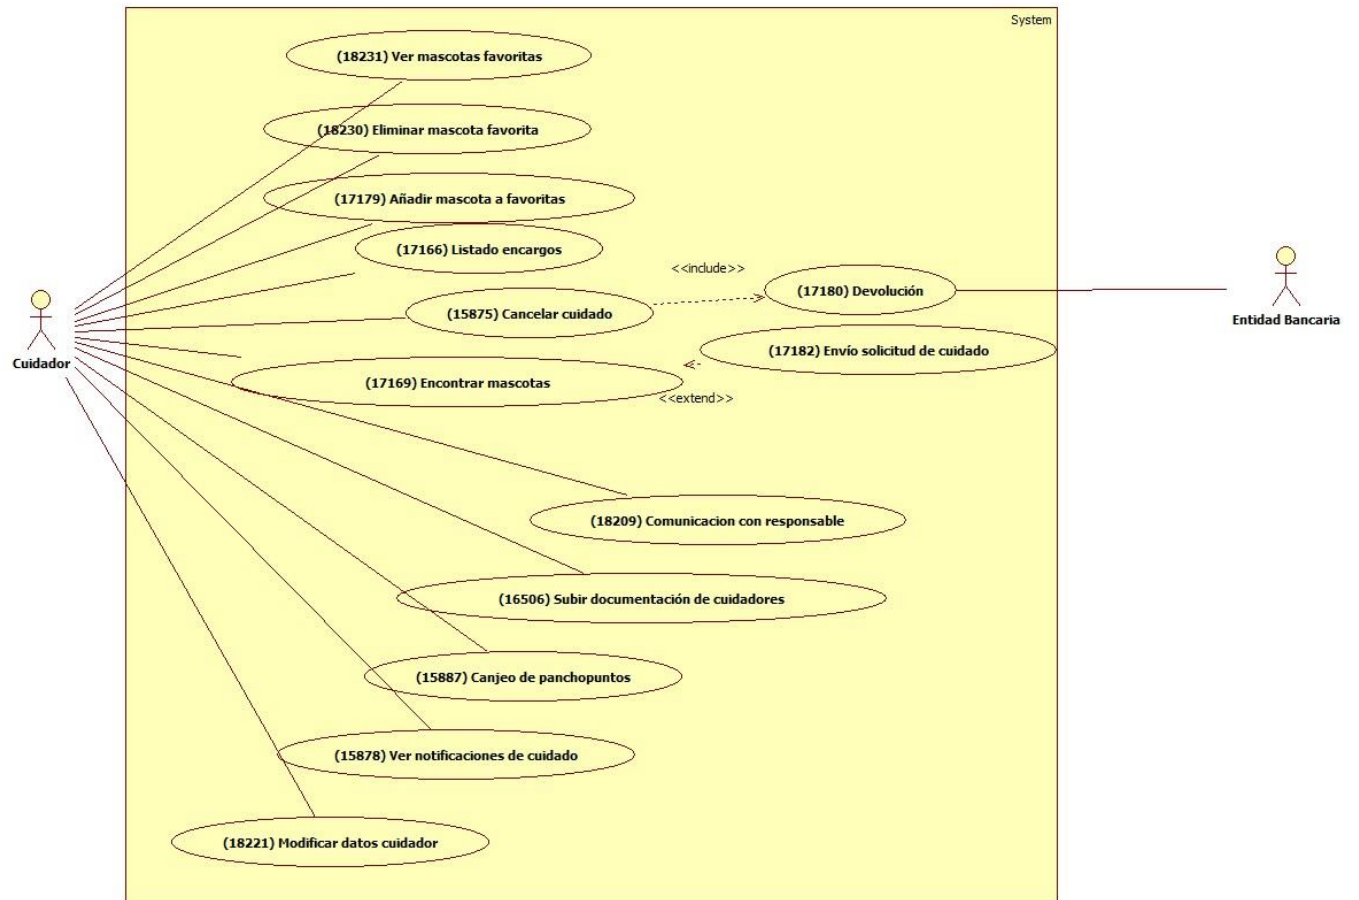 System
(18231) Ver mascotas favoritas
(18230) Eliminar mascota favorita
(17179) Añadir mascota a favoritas
(17166) Listado encargos
<<include>>
(17180) Devolución
(15875) Cancelar cuidado
Entidad Bancaria
(17182) Envío solicitud de cuidado
Cuidador
(17169) Encontrar mascotas
<<extend>>
(18209) Comunicacion con responsable
(16506) Subir documentación de cuidadores
(15887) Canjeo de panchopuntos
(15878) Ver notificaciones de cuidado
(18221) Modificar datos cuidador